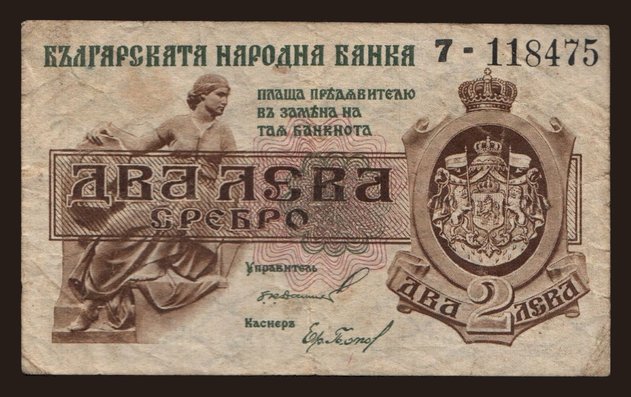 БЪЛГАРСКАТА НАРОДНА БАНКА 7 - 118475
ПЛАЩА ПРѢДЯВИТЕЛЮ
ВЪ ЗАМѢНА НА
ТАЯ БАНКНОТА
ДВА ЛЕВА
СРЕБРО
Управитель
Касиеръ
ДВА 2 ЛЕВА